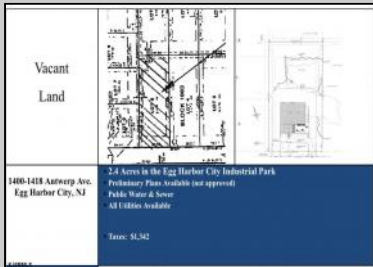 Vacant
Land
BLOCK
1400-1418 Antwerp Ave.
Egg Harbor City, NJ
2.4 Acres in the Egg Harbor City Industrial Park
Preliminary Plans Available (not approved)
Public Water & Sewer
All Utilities Available
Taxes: $1,342